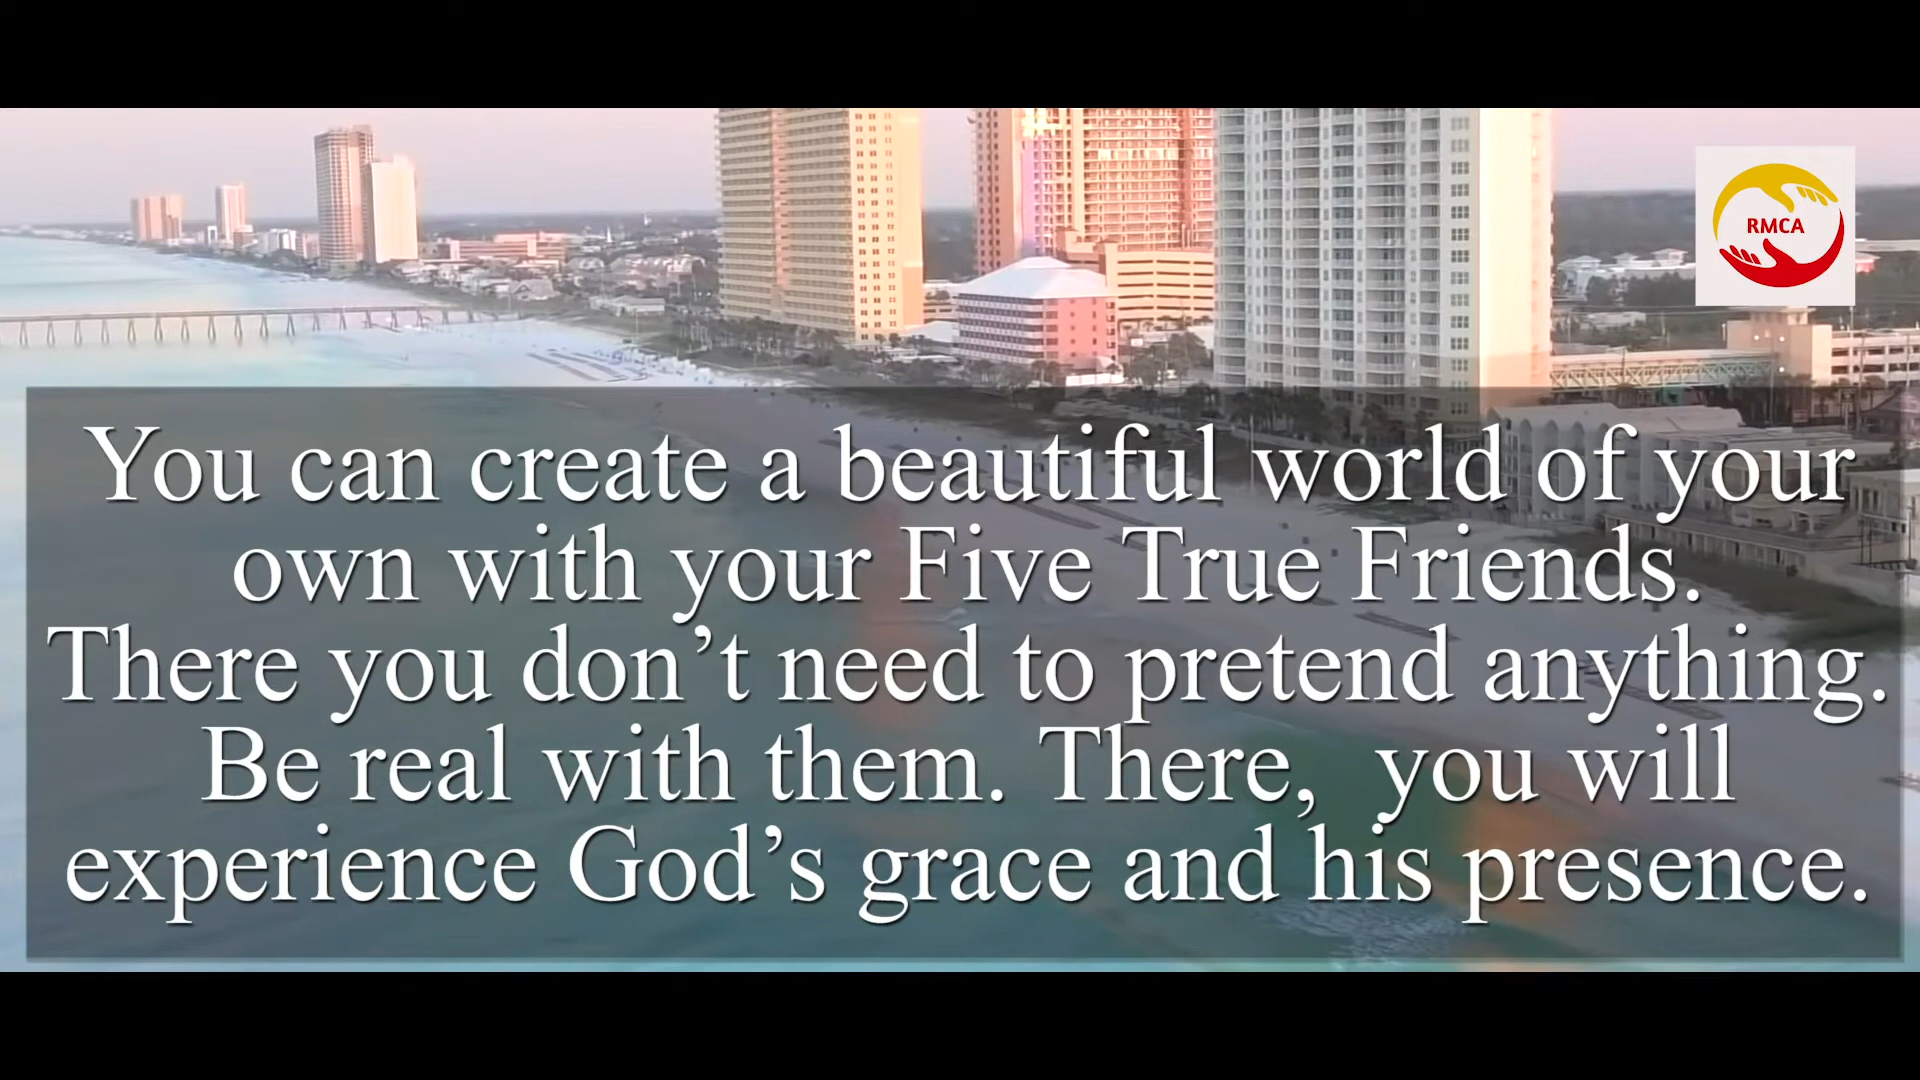 RMCA
You can create a beautiful world of your
own with your Five True Friends.
There you don’t need to pretend anything.
Be real with them. There,  you will
experience God’s grace and his presence.